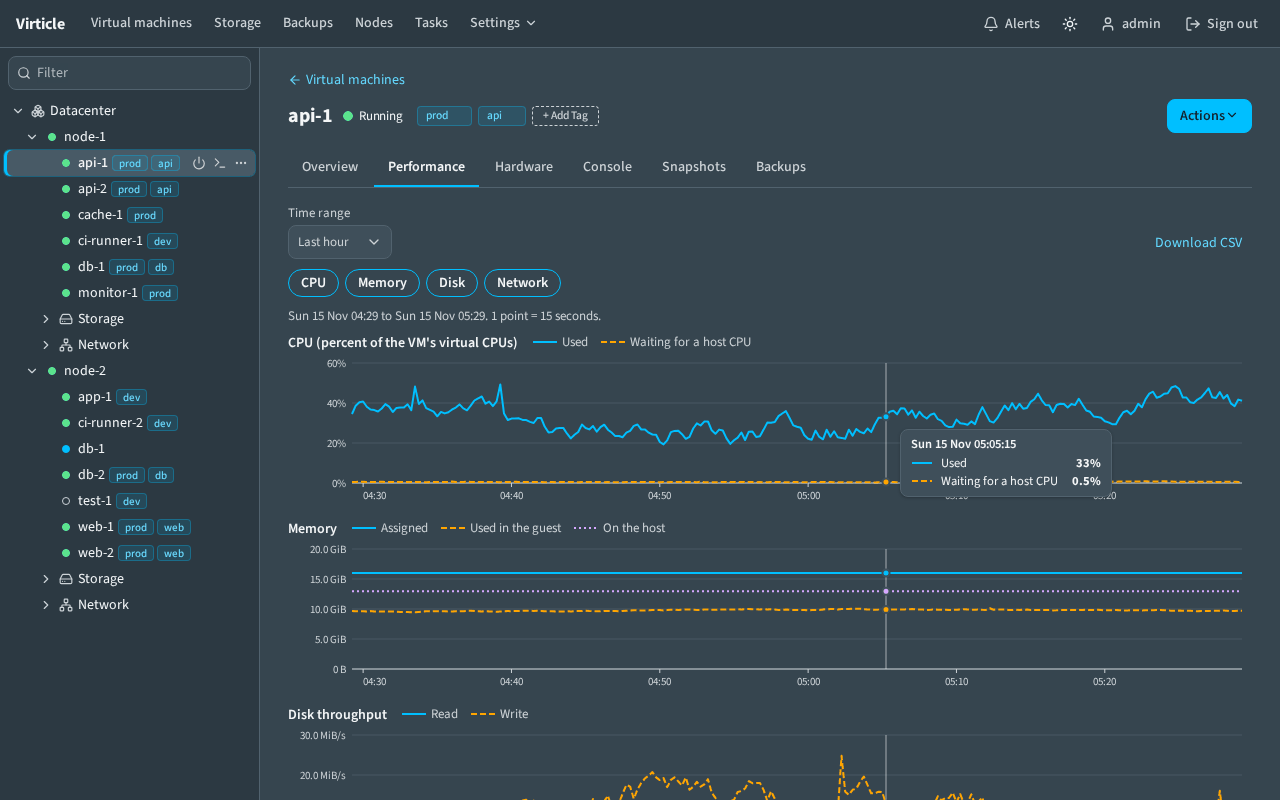 Virticle Virtual machines Storage Backups Nodes Tasks Settings Alerts admin Sign out
Filter
Datacenter
node-1
api-1 prod api
api-2 prod api
cache-1 prod
ci-runner-1 dev
db-1 prod db
monitor-1 prod
Storage
Network
node-2
app-1 dev
ci-runner-2 dev
db-1
db-2 prod db
test-1 dev
web-1 prod web
web-2 prod web
Storage
Network
Virtual machines
api-1 Running prod api + Add Tag Actions
Overview Performance Hardware Console Snapshots Backups
Time range
Last hour
Download CSV
CPU Memory Disk Network
Sun 15 Nov 04:29 to Sun 15 Nov 05:29. 1 point = 15 seconds.
CPU (percent of the VM's virtual CPUs) Used Waiting for a host CPU
60%
40%
20%
0%
04:30 04:40 04:50 05:00 05:10 05:20
Sun 15 Nov 05:05:15
Used 33%
Waiting for a host CPU 0.5%
Memory Assigned Used in the guest On the host
20.0 GiB
15.0 GiB
10.0 GiB
5.0 GiB
0 B
04:30 04:40 04:50 05:00 05:10 05:20
Disk throughput Read Write
30.0 MiB/s
20.0 MiB/s